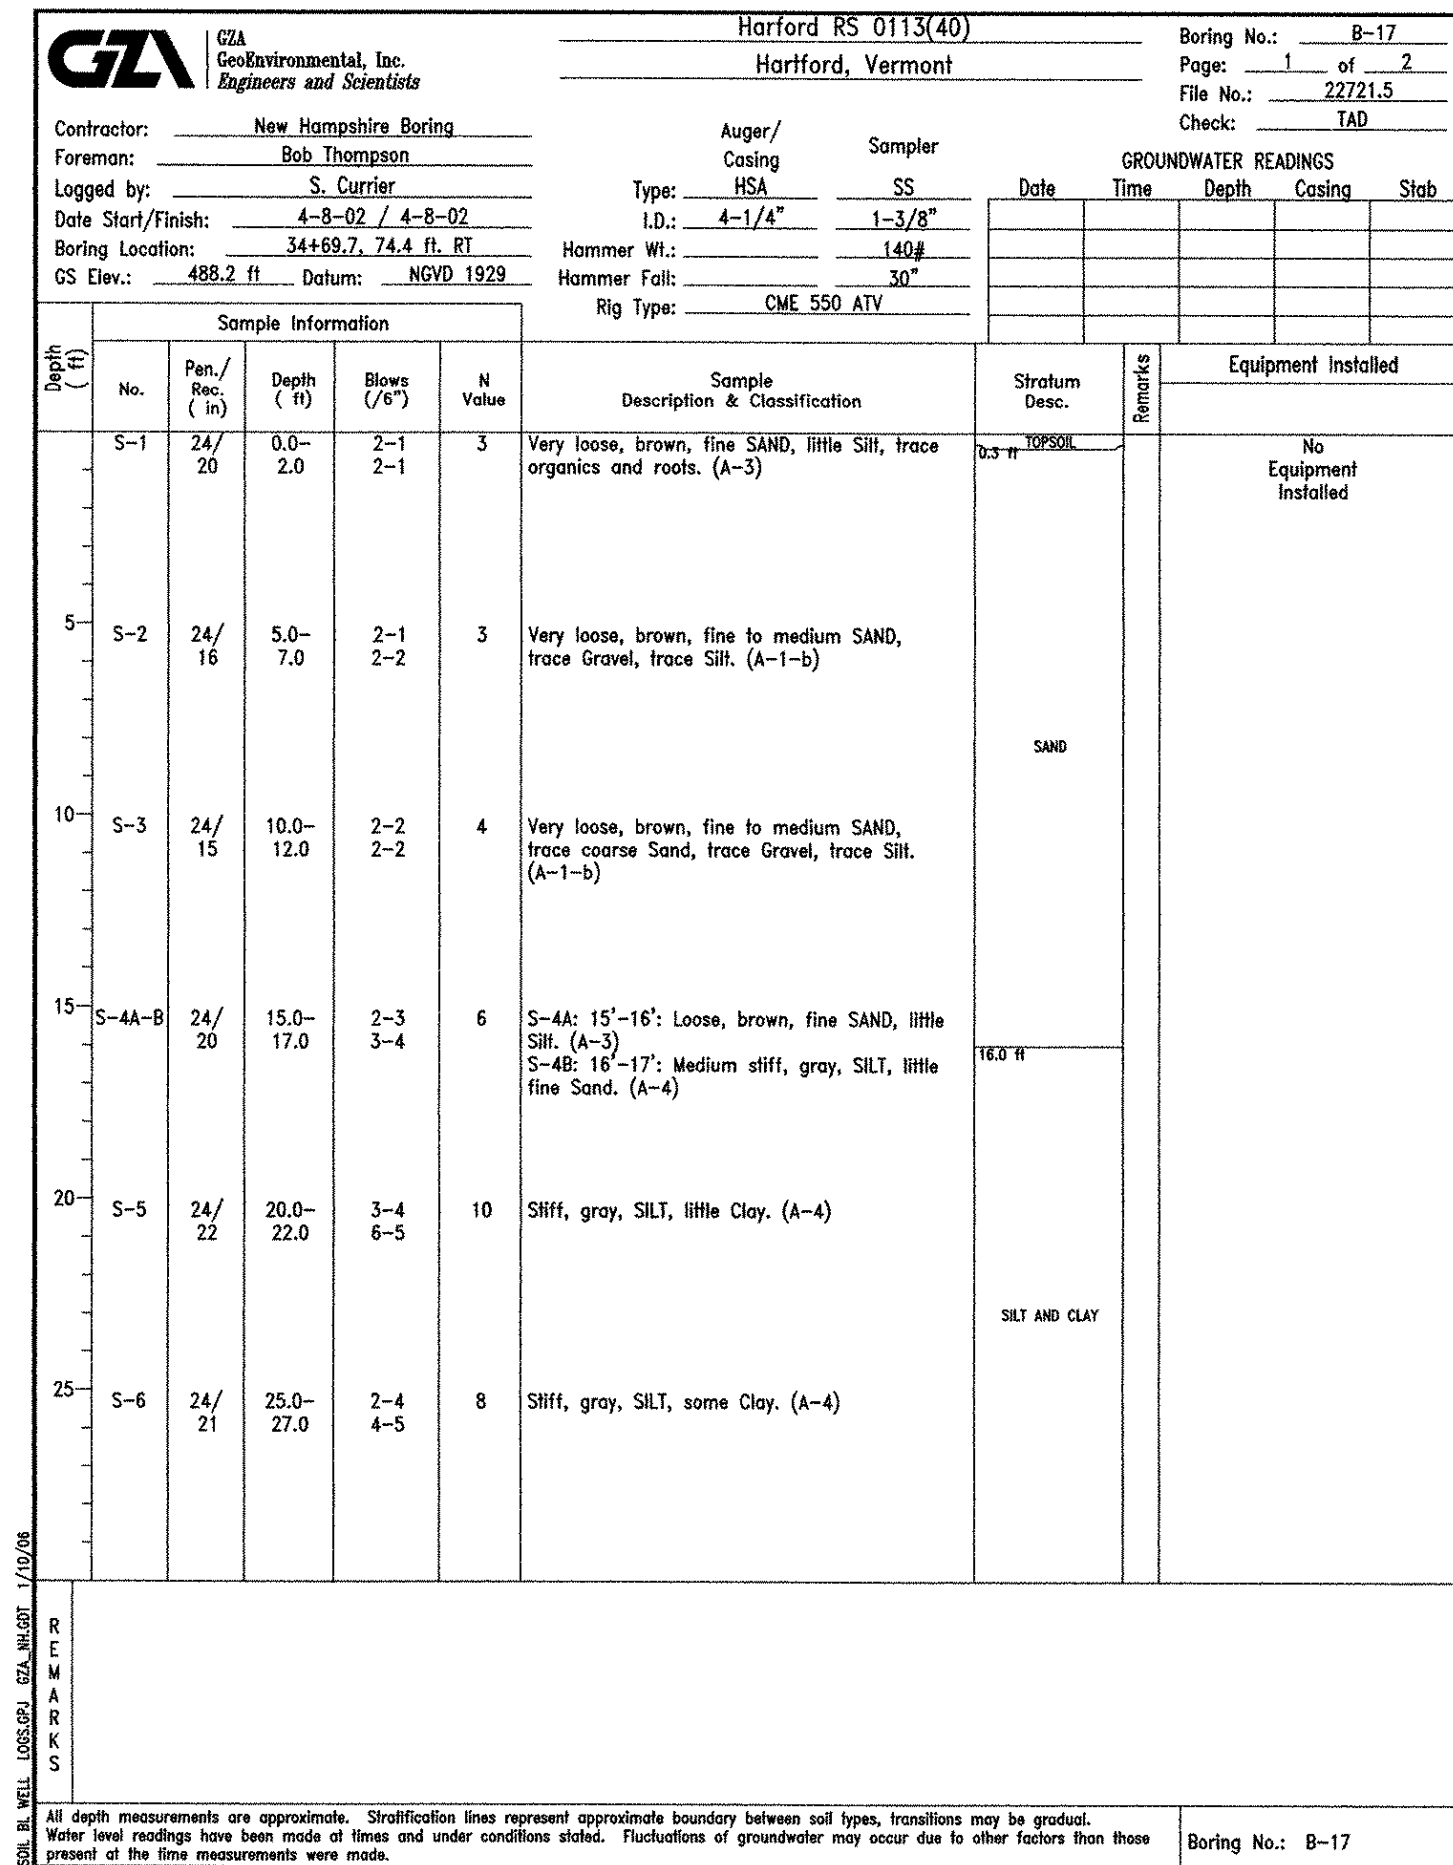 GZA
GZA
GeoEnvironmental, Inc.
Engineers and Scientists
Harford RS 0113(40)
Hartford, Vermont
Boring No.: B-17
Page: 1 of 2
File No.: 22721.5
Check: TAD
Contractor: New Hampshire Boring
Foreman: Bob Thompson
Logged by: S. Currier
Date Start/Finish: 4-8-02 / 4-8-02
Boring Location: 34+69.7, 74.4 ft. RT
GS Elev.: 488.2 ft Datum: NGVD 1929
Auger/
Casing Sampler
Type: HSA SS
I.D.: 4-1/4" 1-3/8"
Hammer Wt.: 140#
Hammer Fall: 30"
Rig Type: CME 550 ATV
GROUNDWATER READINGS
Date Time Depth Casing Stab
Depth
( ft)
Sample Information
No.
Pen./
Rec.
( in)
Depth
( ft)
Blows
(/6")
N
Value
Sample
Description & Classification
Stratum
Desc.
Remarks
Equipment Installed
S-1 24/ 0.0- 2-1 3 Very loose, brown, fine SAND, little Silt, trace
20 2.0 2-1 organics and roots. (A-3)
TOPSOIL
0.3 ft
No
Equipment
Installed
5
S-2 24/ 5.0- 2-1 3 Very loose, brown, fine to medium SAND,
16 7.0 2-2 trace Gravel, trace Silt. (A-1-b)
SAND
10
S-3 24/ 10.0- 2-2 4 Very loose, brown, fine to medium SAND,
15 12.0 2-2 trace coarse Sand, trace Gravel, trace Silt.
(A-1-b)
15
S-4A-B 24/ 15.0- 2-3 6 S-4A: 15'-16': Loose, brown, fine SAND, little
20 17.0 3-4 Silt. (A-3)
16.0 ft
S-4B: 16'-17': Medium stiff, gray, SILT, little
fine Sand. (A-4)
20
S-5 24/ 20.0- 3-4 10 Stiff, gray, SILT, little Clay. (A-4)
22 22.0 6-5
SILT AND CLAY
25
S-6 24/ 25.0- 2-4 8 Stiff, gray, SILT, some Clay. (A-4)
21 27.0 4-5
REMARKS
All depth measurements are approximate. Stratification lines represent approximate boundary between soil types, transitions may be gradual.
Water level readings have been made at times and under conditions stated. Fluctuations of groundwater may occur due to other factors than those
present at the time measurements were made.
Boring No.: B-17
SOIL BL WELL LOGS.GPJ GZA_NH.GDT 1/10/06